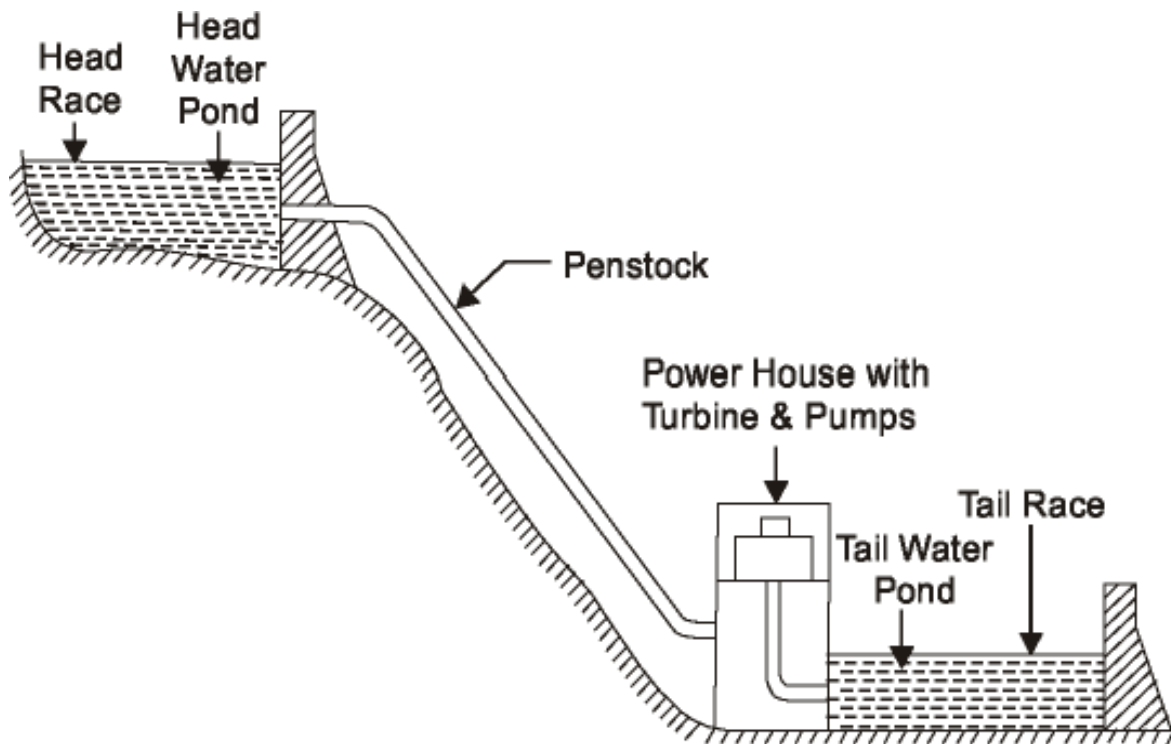 Head
Race
Head
Water
Pond
Penstock
Power House with
Turbine & Pumps
Tail Race
Tail Water
Pond